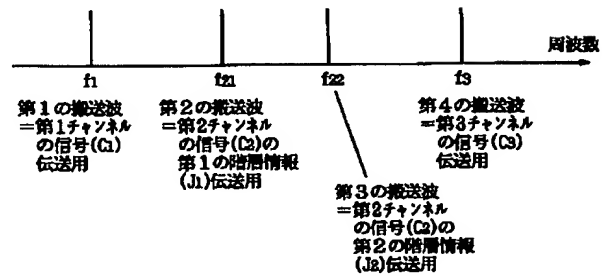 周波数
f1
f21
f22
f3
第1の搬送波
=第1チャンネル
の信号(C1)
伝送用
第2の搬送波
=第2チャンネル
の信号(C2)の
第1の階層情報
(J1)伝送用
第3の搬送波
=第2チャンネル
の信号(C2)の
第2の階層情報
(J2)伝送用
第4の搬送波
=第3チャンネル
の信号(C3)
伝送用